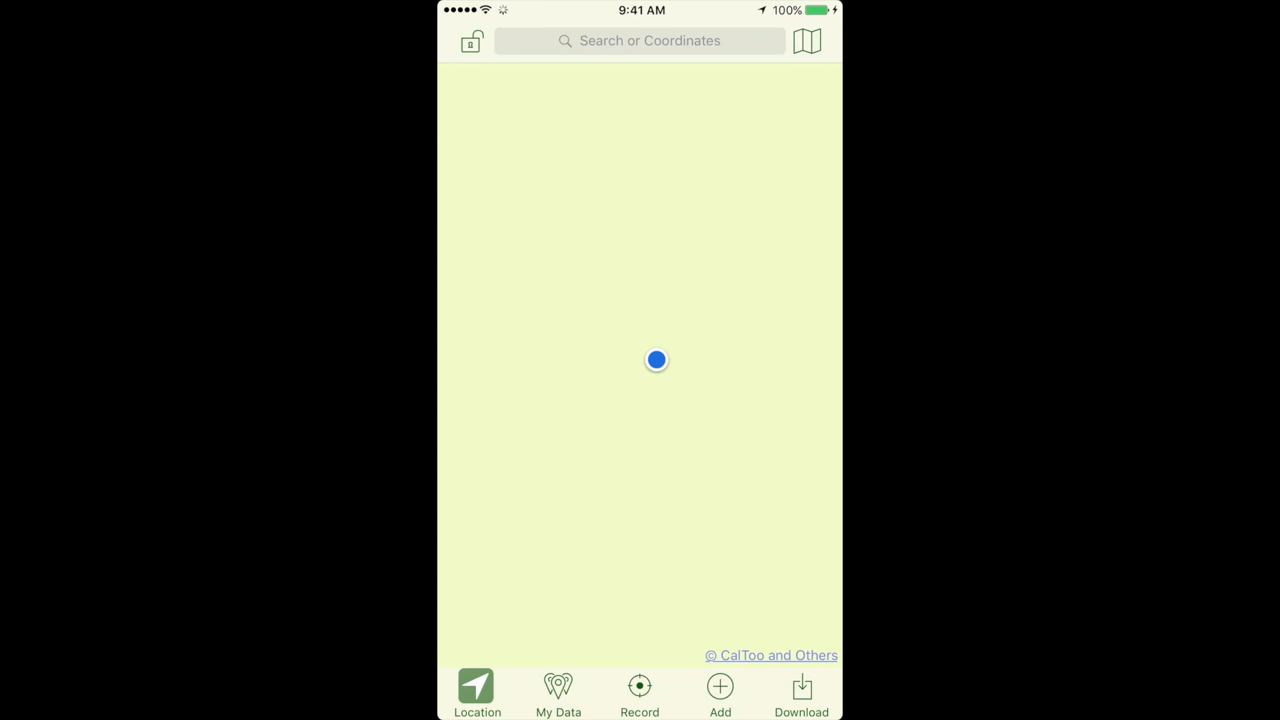 9:41 AM 100%
Search or Coordinates
© CalToo and Others
Location My Data Record Add Download